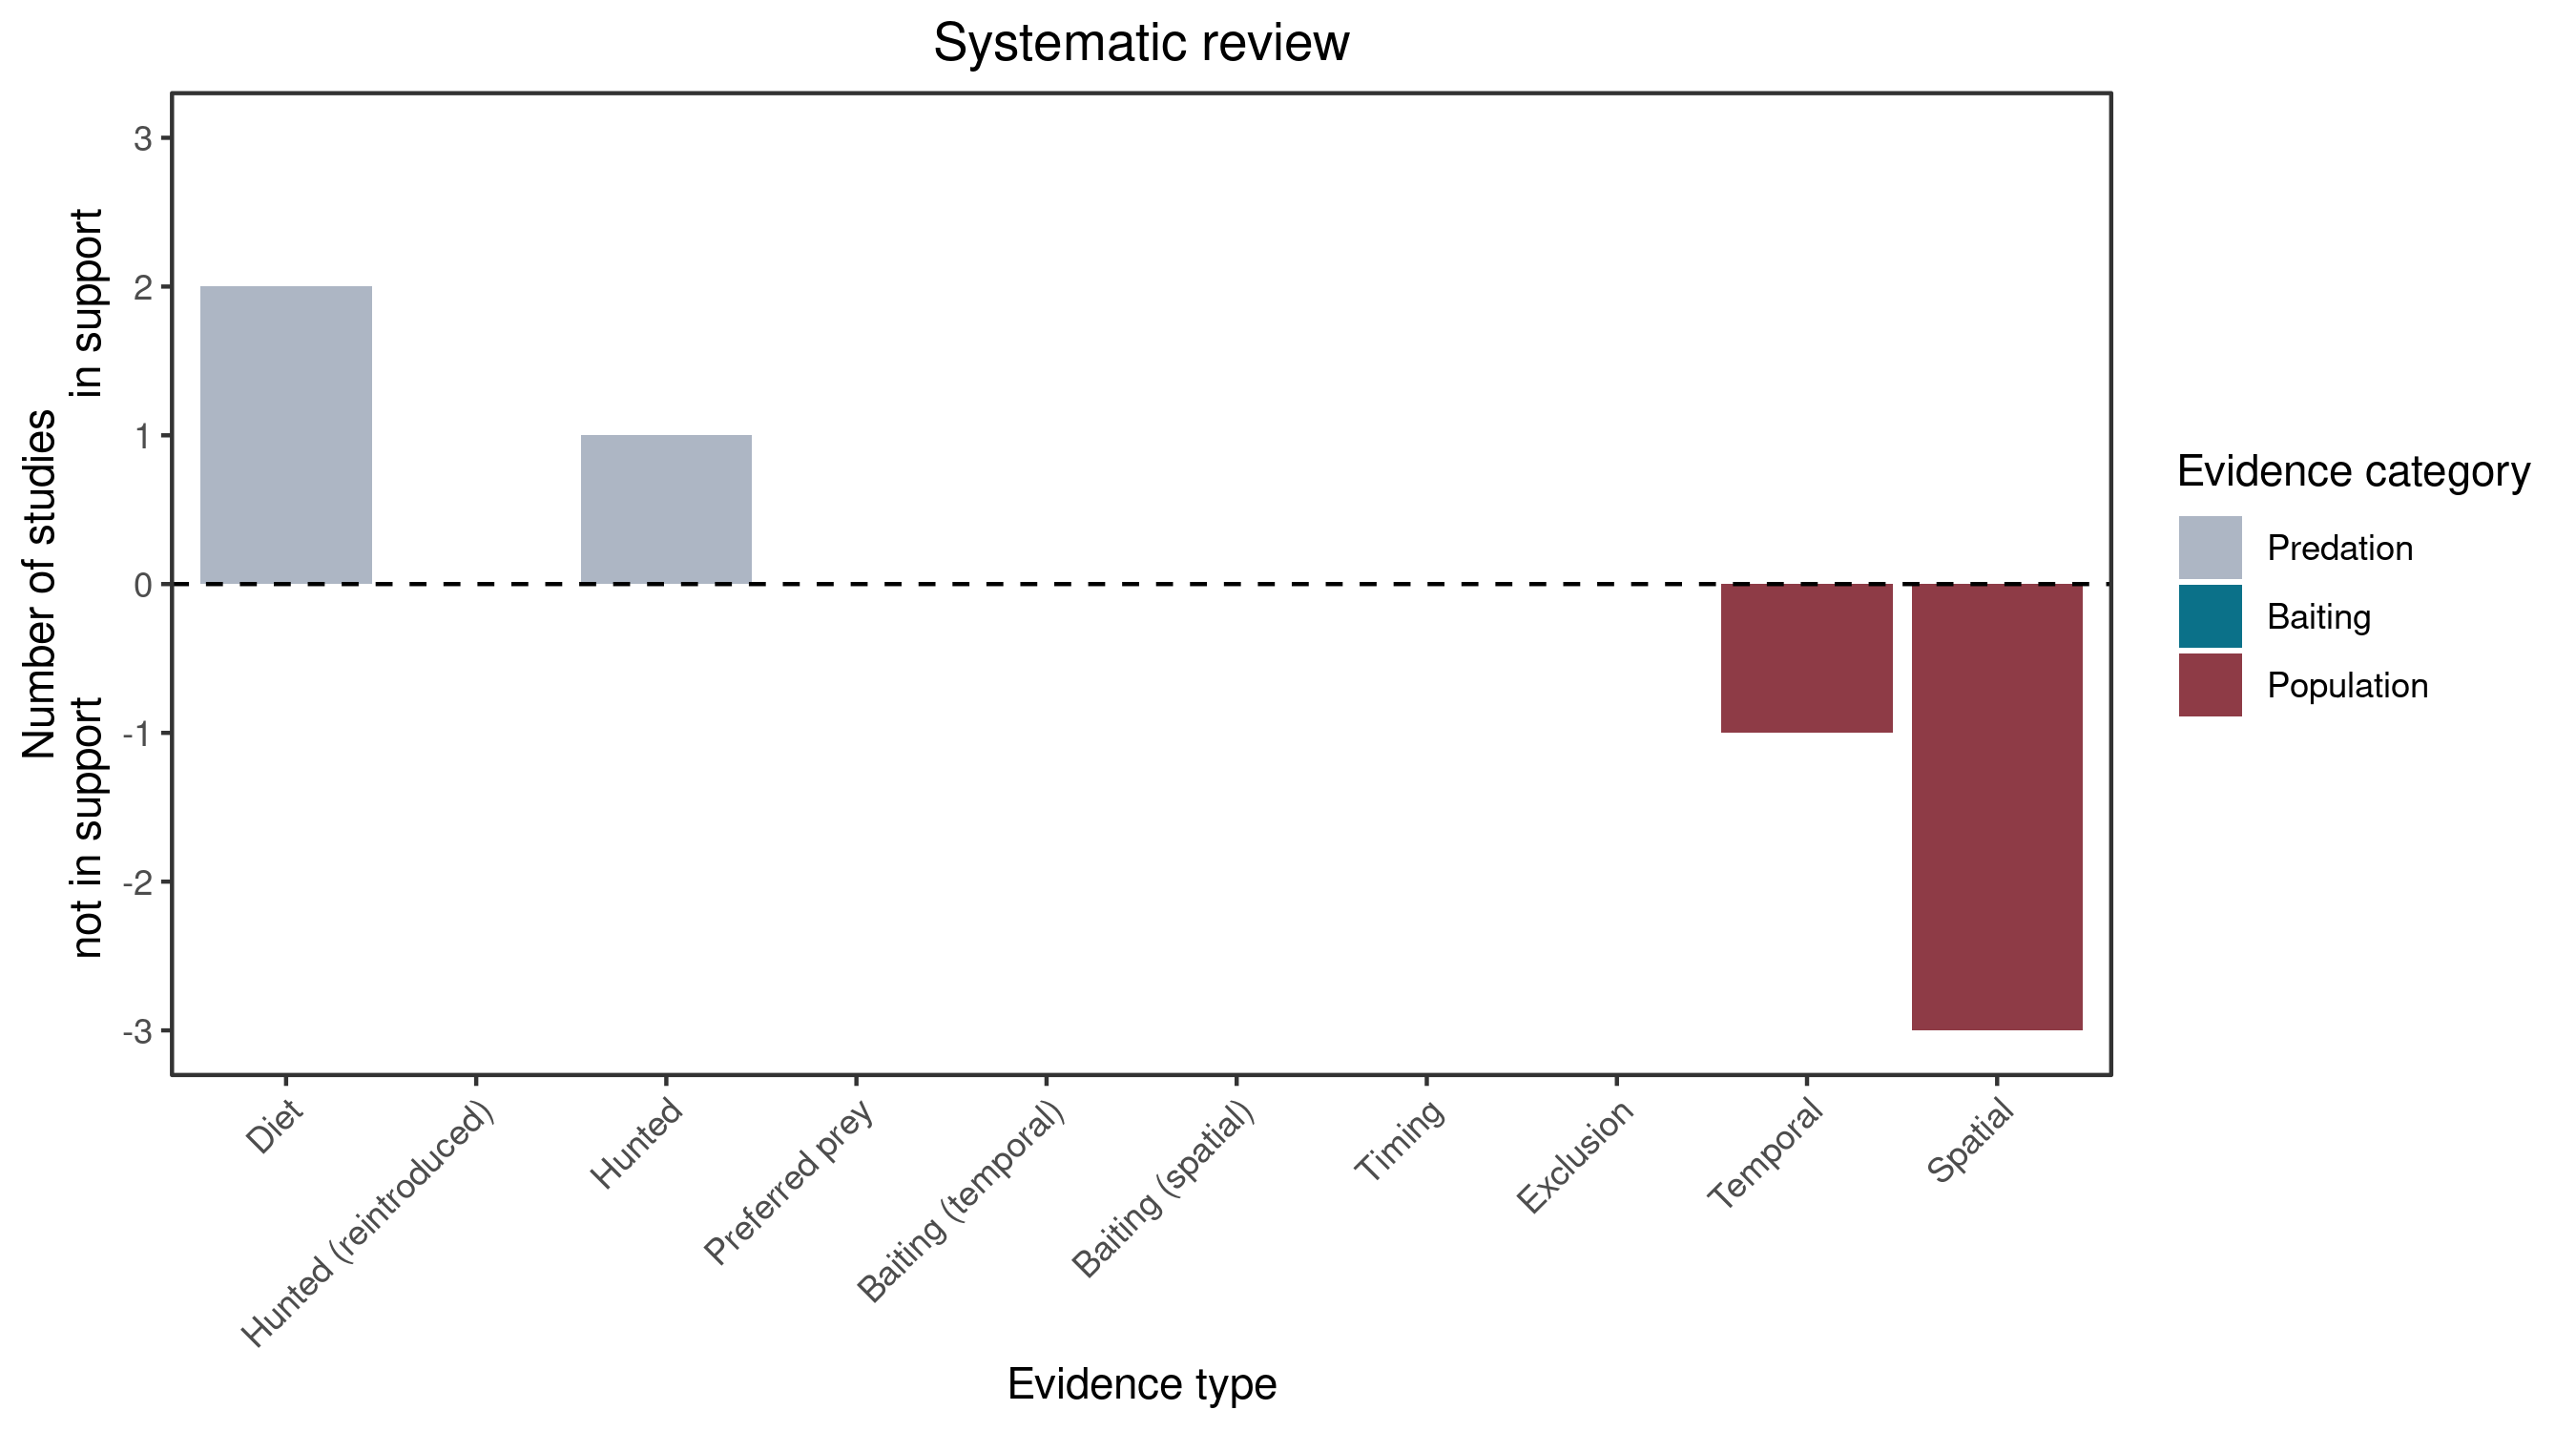 Systematic review
Number of studies
in support
not in support
3
2
1
0
-1
-2
-3
Diet
Hunted (reintroduced)
Hunted
Preferred prey
Baiting (temporal)
Baiting (spatial)
Timing
Exclusion
Temporal
Spatial
Evidence type
Evidence category
Predation
Baiting
Population